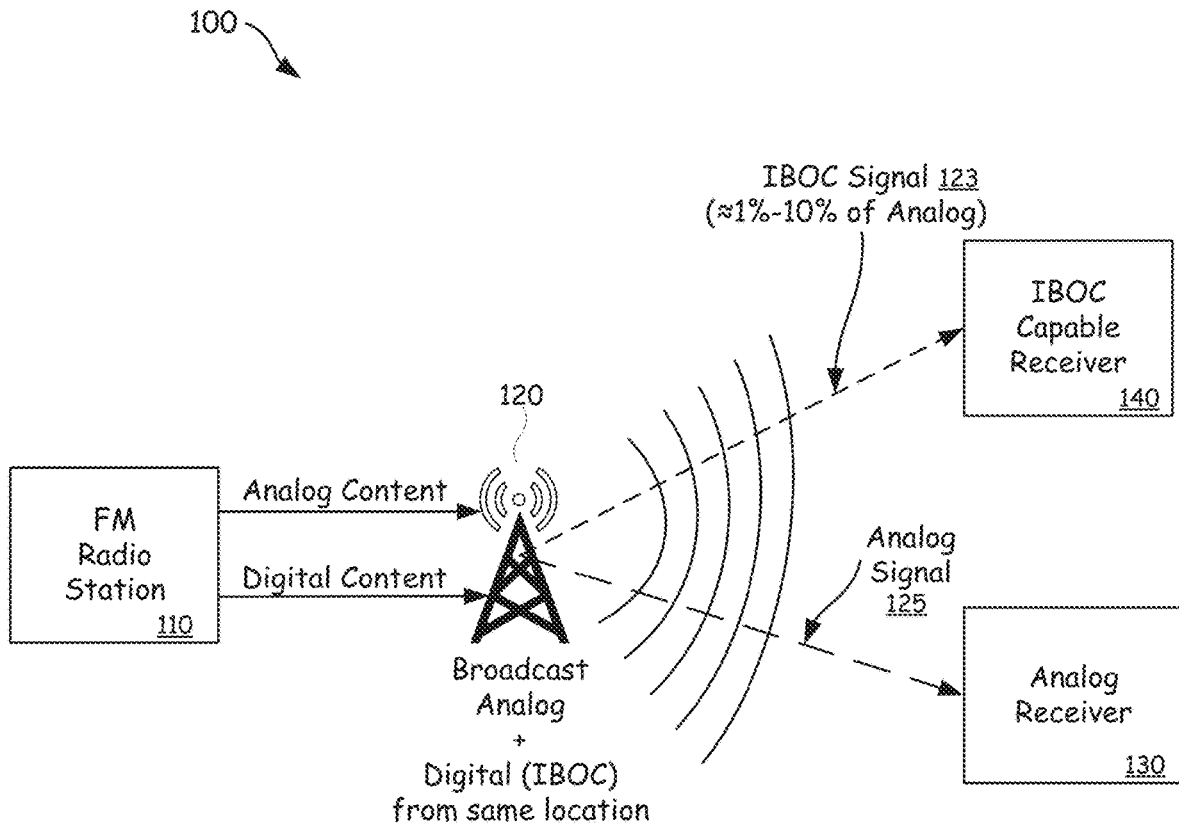 100
IBOC Signal 123
(≈1%-10% of Analog)
IBOC
Capable
Receiver
140
120
Analog Content
FM
Radio
Station
110
Digital Content
Analog
Signal
125
Broadcast
Analog
+
Digital (IBOC)
from same location
Analog
Receiver
130